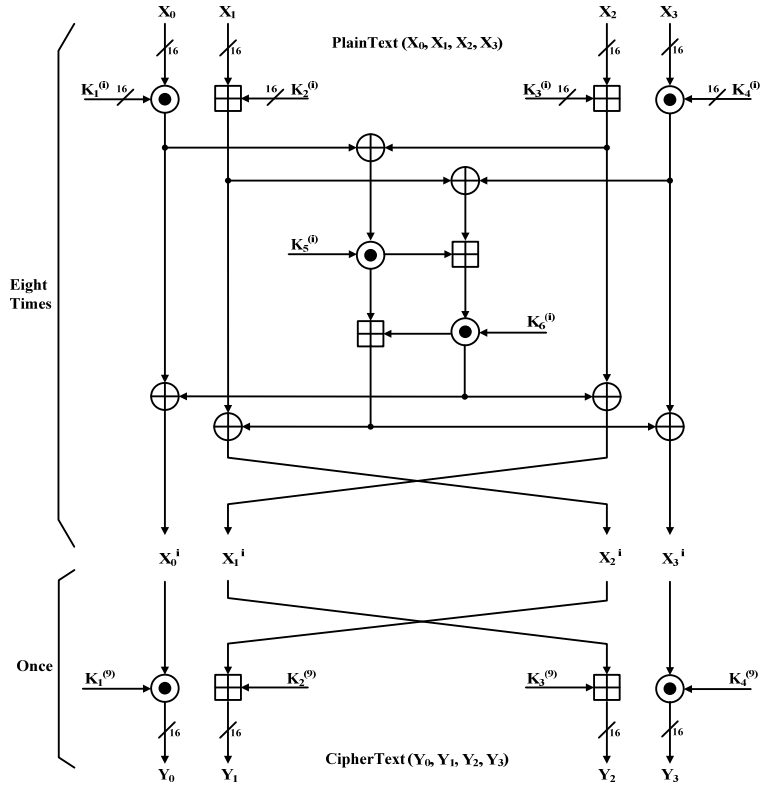 X₀ X₁ X₂ X₃
16 16 16 16
PlainText (X₀, X₁, X₂, X₃)
K₁⁽ⁱ⁾ 16 16 K₂⁽ⁱ⁾ K₃⁽ⁱ⁾ 16 16 K₄⁽ⁱ⁾
K₅⁽ⁱ⁾
Eight
Times
K₆⁽ⁱ⁾
X₀ⁱ X₁ⁱ X₂ⁱ X₃ⁱ
Once
K₁⁽⁹⁾ K₂⁽⁹⁾ K₃⁽⁹⁾ K₄⁽⁹⁾
16 16 16 16
CipherText (Y₀, Y₁, Y₂, Y₃)
Y₀ Y₁ Y₂ Y₃